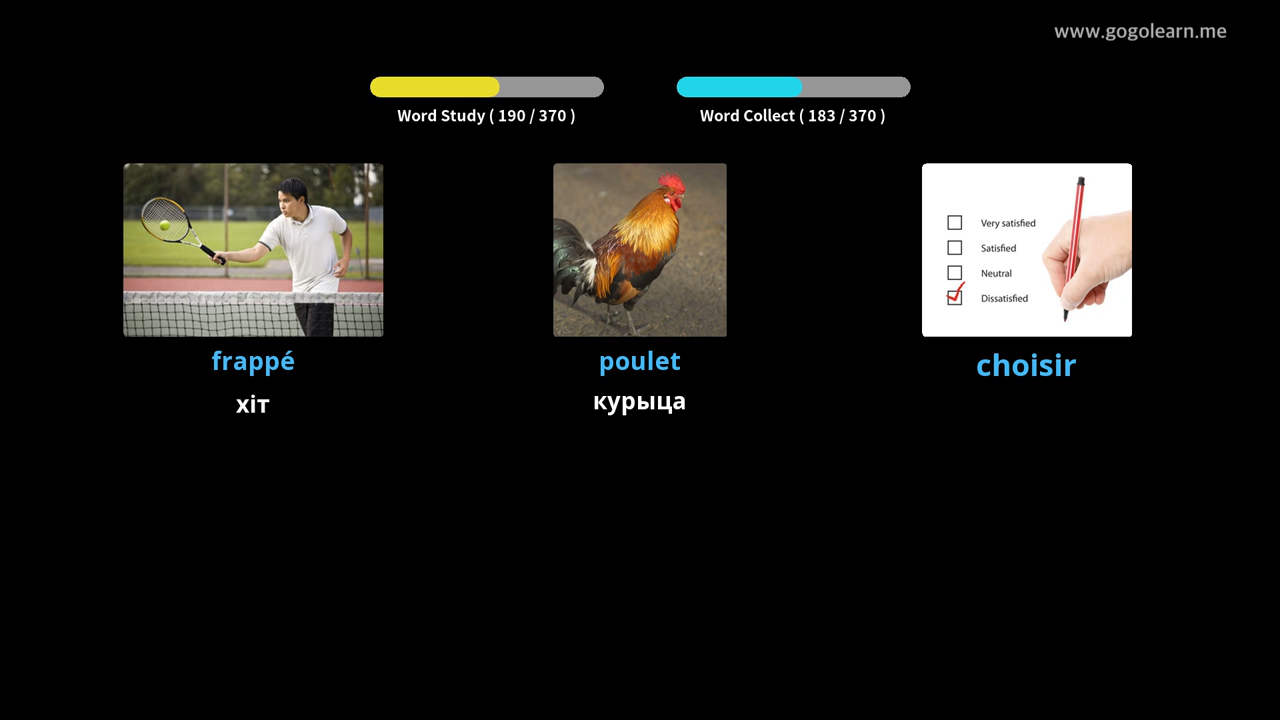 www.gogolearn.me
Word Study ( 190 / 370 )
Word Collect ( 183 / 370 )
Very satisfied
Satisfied
Neutral
Dissatisfied
frappé
poulet
choisir
хіт
курыца